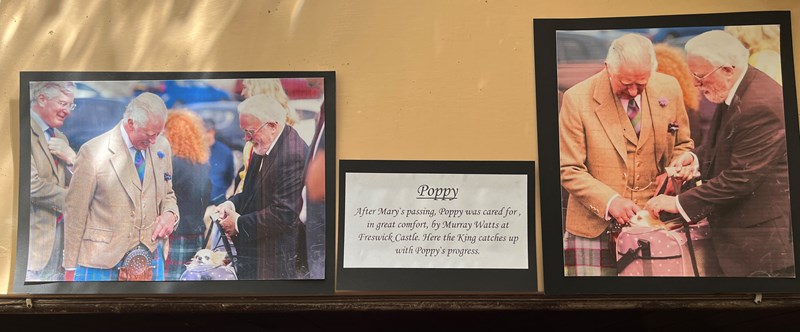 Poppy
After Mary's passing, Poppy was cared for ,
in great comfort, by Murray Watts at
Freswick Castle. Here the King catches up
with Poppy's progress.